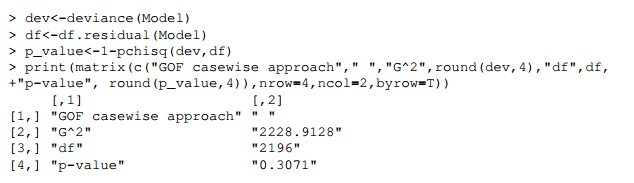 > dev<-deviance(Model)
> df<-df.residual(Model)
> p_value<-1-pchisq(dev,df)
> print(matrix(c("GOF casewise approach"," ","G^2",round(dev,4),"df",df,
+"p-value", round(p_value,4)),nrow=4,ncol=2,byrow=T))
[,1] [,2]
[1,] "GOF casewise approach" " "
[2,] "G^2" "2228.9128"
[3,] "df" "2196"
[4,] "p-value" "0.3071"